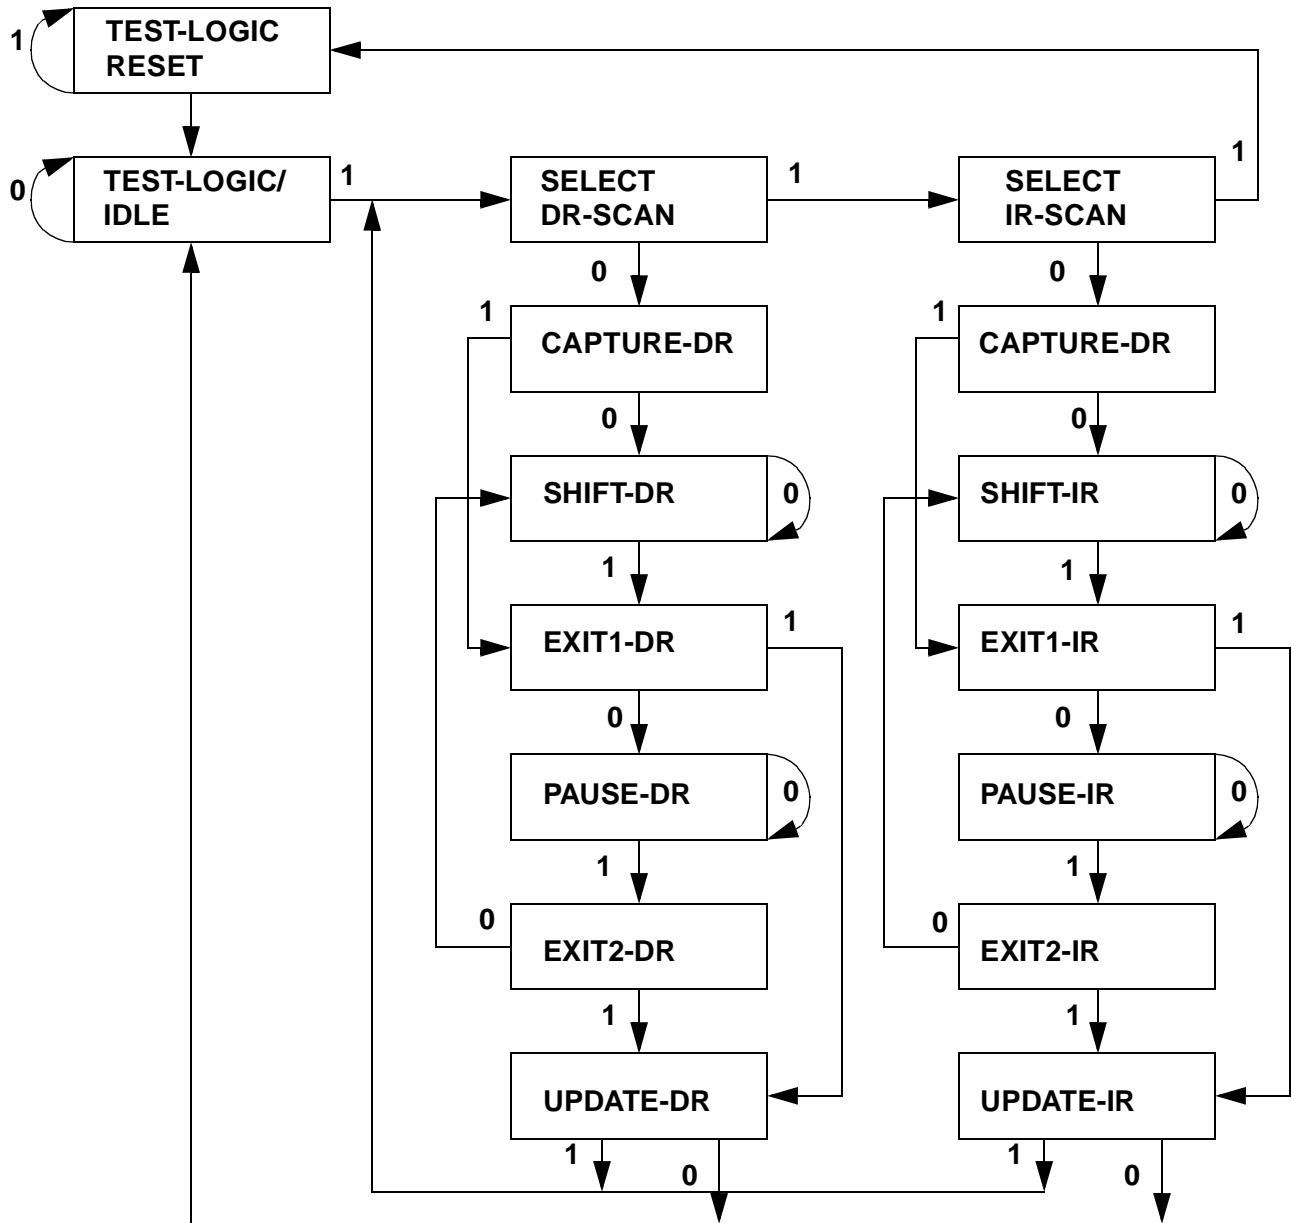 1
TEST-LOGIC
RESET
0
TEST-LOGIC/
IDLE
1
SELECT
DR-SCAN
1
SELECT
IR-SCAN
1
0
0
1
CAPTURE-DR
1
CAPTURE-DR
0
0
SHIFT-DR
0
SHIFT-IR
0
1
1
EXIT1-DR
1
EXIT1-IR
1
0
0
PAUSE-DR
0
PAUSE-IR
0
1
1
0
EXIT2-DR
0
EXIT2-IR
1
1
UPDATE-DR
UPDATE-IR
1
0
1
0